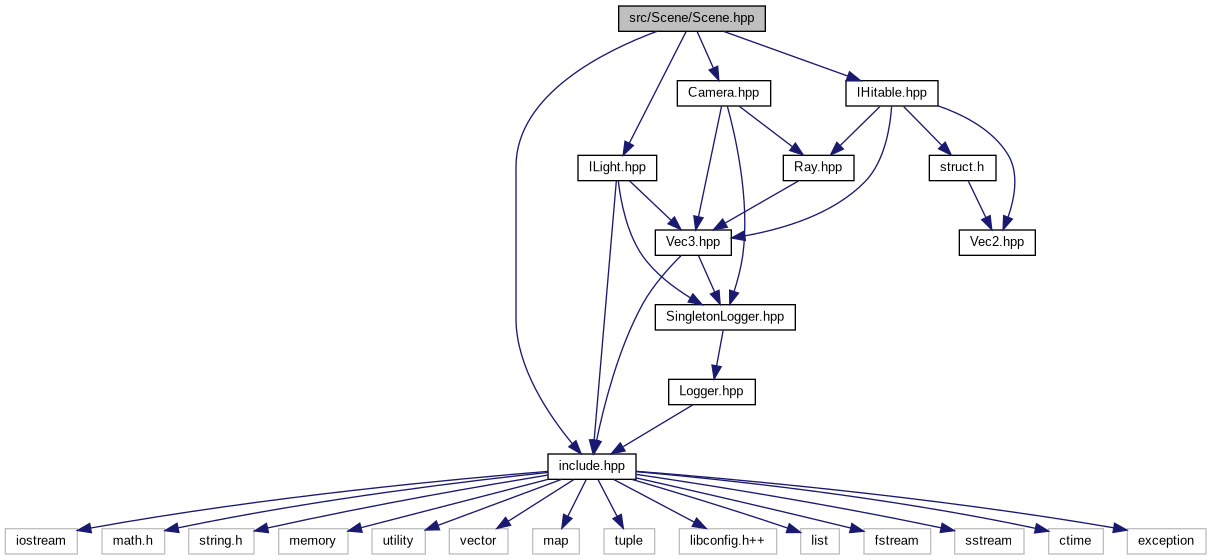 src/Scene/Scene.hpp
Camera.hpp
IHitable.hpp
ILight.hpp
Ray.hpp
struct.h
Vec3.hpp
Vec2.hpp
SingletonLogger.hpp
Logger.hpp
include.hpp
iostream
math.h
string.h
memory
utility
vector
map
tuple
libconfig.h++
list
fstream
sstream
ctime
exception